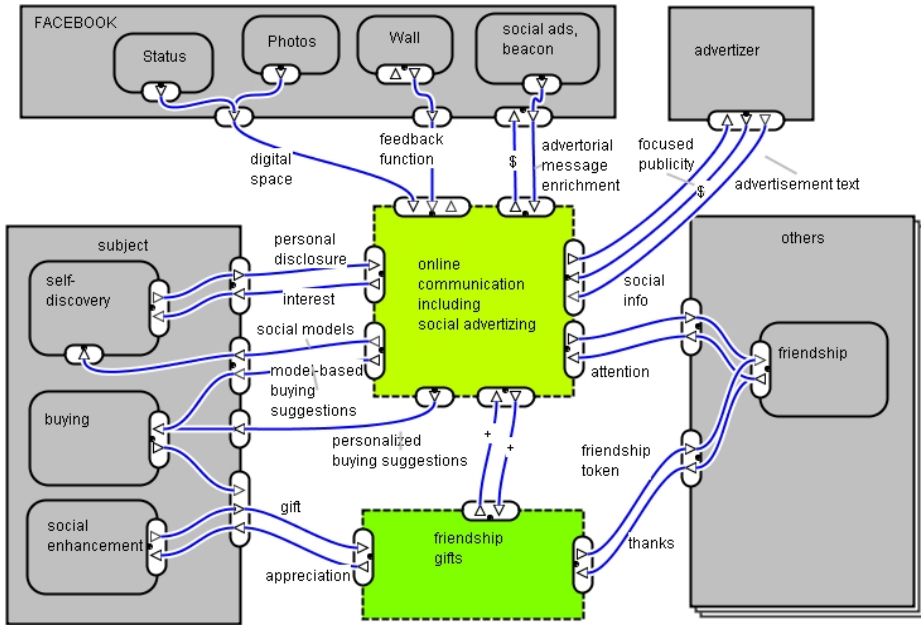 FACEBOOK
Status
Photos
Wall
social ads,
beacon
advertizer
digital
space
feedback
function
$
advertorial
message
enrichment
focused
publicity
$
advertisement text
subject
self-
discovery
personal
disclosure
interest
social models
model-based
buying
suggestions
online
communication
including
social advertizing
social
info
attention
others
friendship
buying
personalized
buying suggestions
+
+
friendship
token
social
enhancement
gift
appreciation
friendship
gifts
thanks